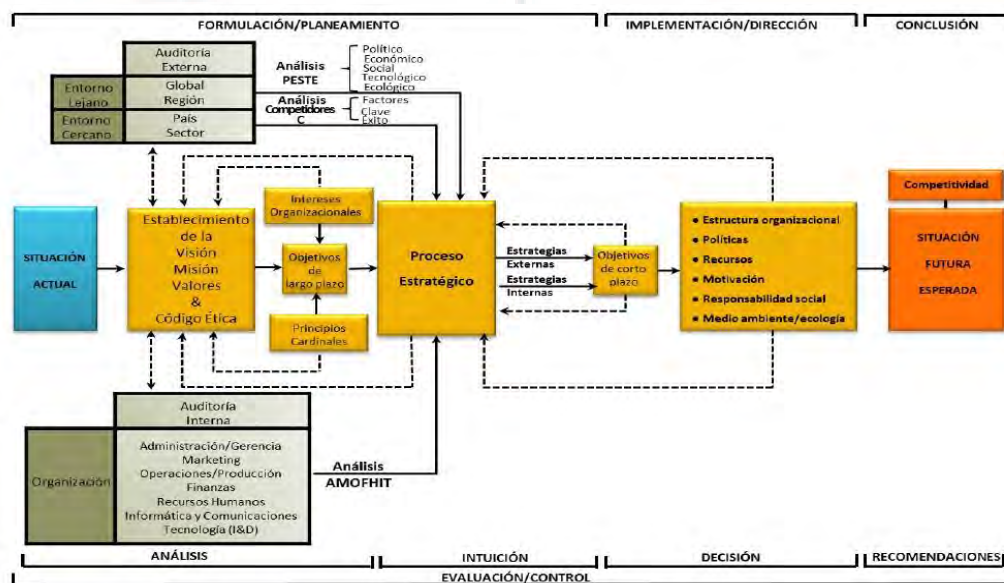 FORMULACIÓN/PLANEAMIENTO
IMPLEMENTACIÓN/DIRECCIÓN
CONCLUSIÓN
Auditoría
Externa
Entorno
Lejano
Global
Región
Entorno
Cercano
País
Sector
Análisis
PESTE
Político
Económico
Social
Tecnológico
Ecológico
Análisis
Competidores
C
Factores
Clave
Éxito
SITUACIÓN
ACTUAL
Establecimiento
de la
Visión
Misión
Valores
&
Código Ética
Intereses
Organizacionales
Objetivos
de
largo plazo
Principios
Cardinales
Proceso
Estratégico
Estrategias
Externas
Estrategias
Internas
Objetivos
de corto
plazo
● Estructura organizacional
● Políticas
● Recursos
● Motivación
● Responsabilidad social
● Medio ambiente/ecología
Competitividad
SITUACIÓN
FUTURA
ESPERADA
Auditoría
Interna
Organización
Administración/Gerencia
Marketing
Operaciones/Producción
Finanzas
Recursos Humanos
Informática y Comunicaciones
Tecnología (I&D)
Análisis
AMOFHIT
ANÁLISIS
INTUICIÓN
DECISIÓN
RECOMENDACIONES
EVALUACIÓN/CONTROL